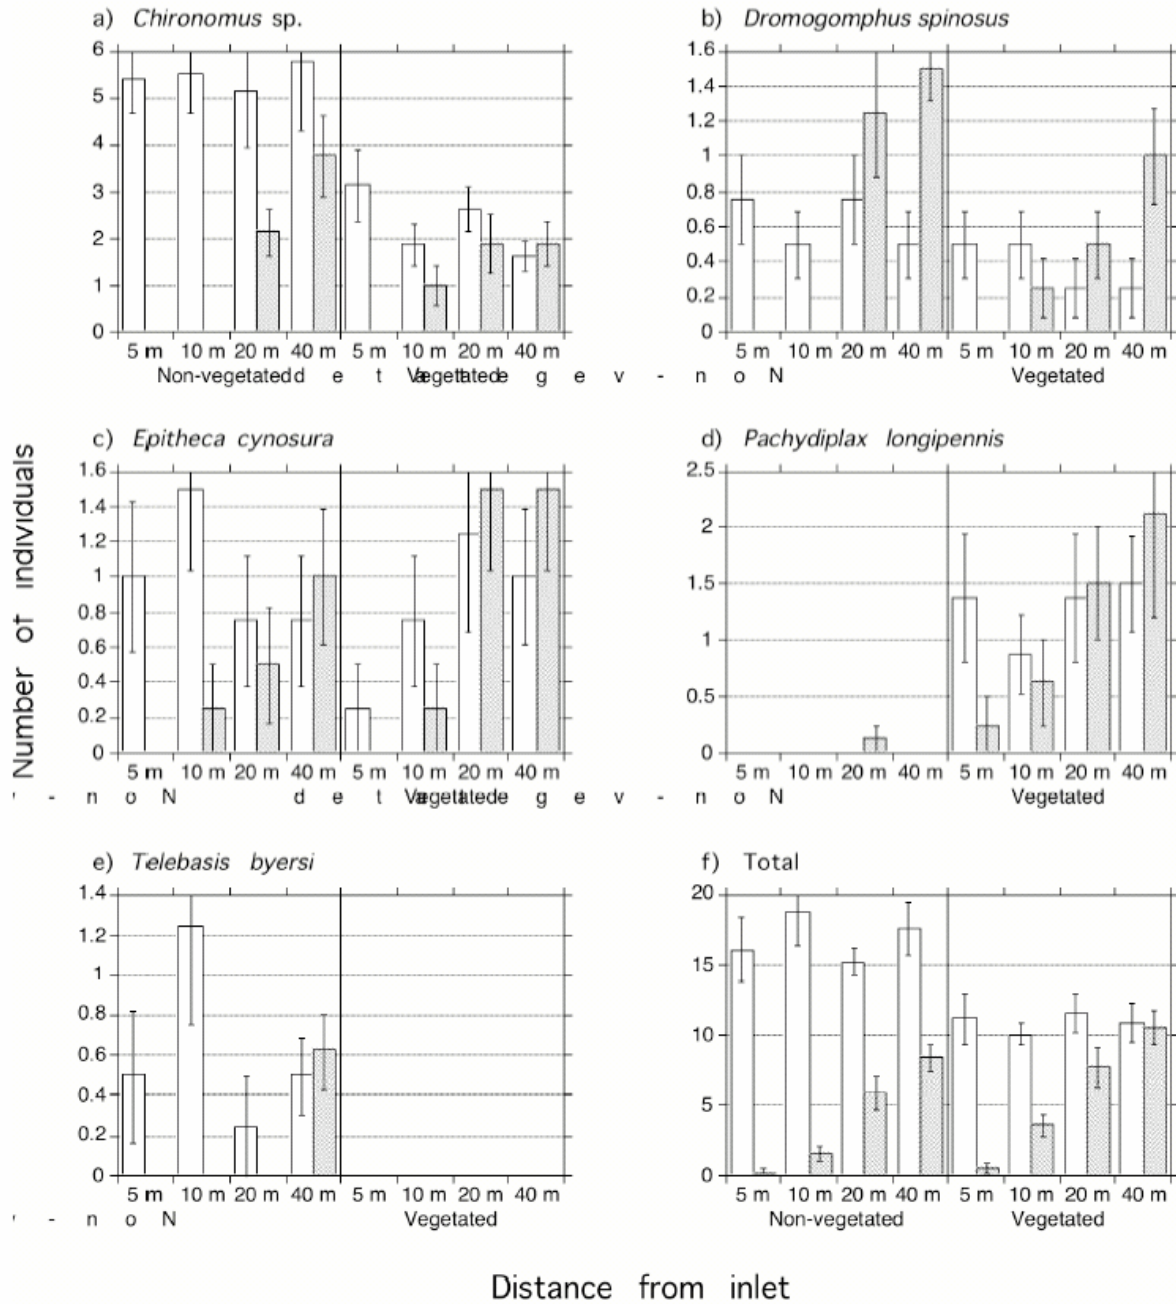 a) Chironomus sp.
6
5
4
3
2
1
0
5 m 10 m 20 m 40 m 5 m 10 m 20 m 40 m
Non-vegetated Vegetated
b) Dromogomphus spinosus
1.6
1.4
1.2
1
0.8
0.6
0.4
0.2
0
5 m 10 m 20 m 40 m 5 m 10 m 20 m 40 m
d e t a t e g e v - n o N Vegetated
Number of individuals
c) Epitheca cynosura
1.6
1.4
1.2
1
0.8
0.6
0.4
0.2
0
5 m 10 m 20 m 40 m 5 m 10 m 20 m 40 m
- n o N Vegetated
d) Pachydiplax longipennis
2.5
2
1.5
1
0.5
0
5 m 10 m 20 m 40 m 5 m 10 m 20 m 40 m
d e t a t e g e v - n o N Vegetated
e) Telebasis byersi
1.4
1.2
1
0.8
0.6
0.4
0.2
0
5 m 10 m 20 m 40 m 5 m 10 m 20 m 40 m
- n o N Vegetated
f) Total
20
15
10
5
0
5 m 10 m 20 m 40 m 5 m 10 m 20 m 40 m
Non-vegetated Vegetated
Distance from inlet